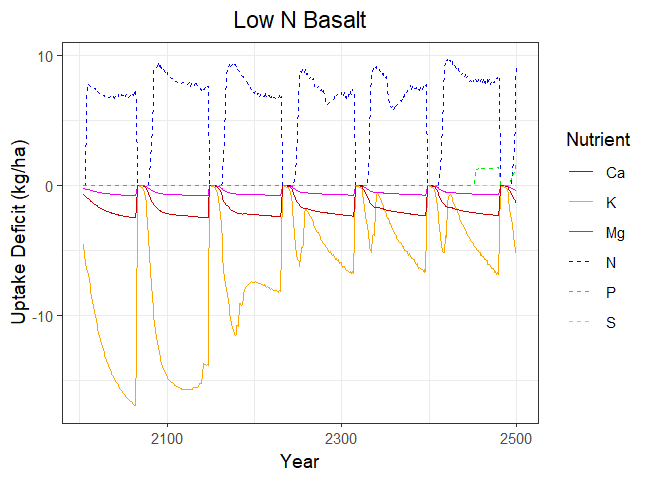 Low N Basalt
Uptake Deficit (kg/ha)
10
0
-10
2100
2300
2500
Year
Nutrient
Ca
K
Mg
N
P
S